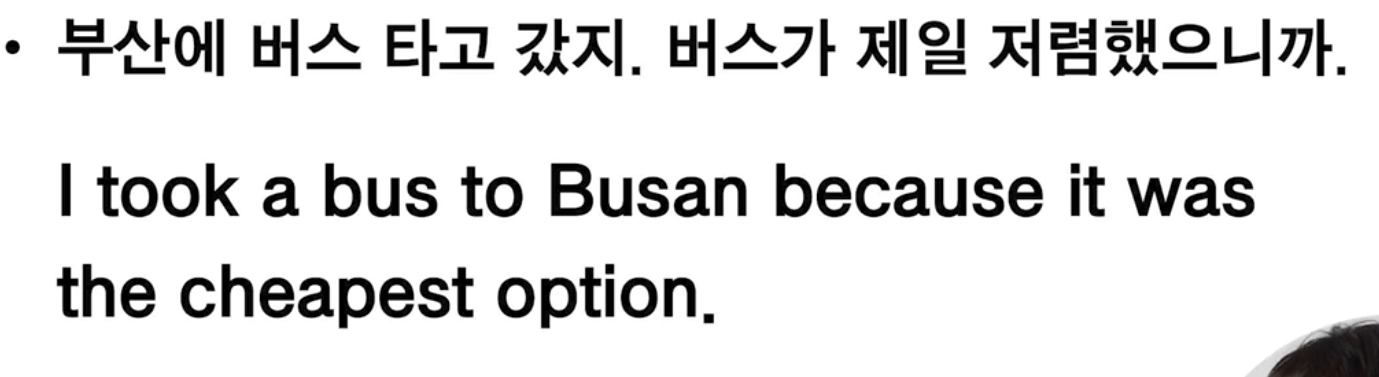 • 부산에 버스 타고 갔지. 버스가 제일 저렴했으니까.
I took a bus to Busan because it was
the cheapest option.